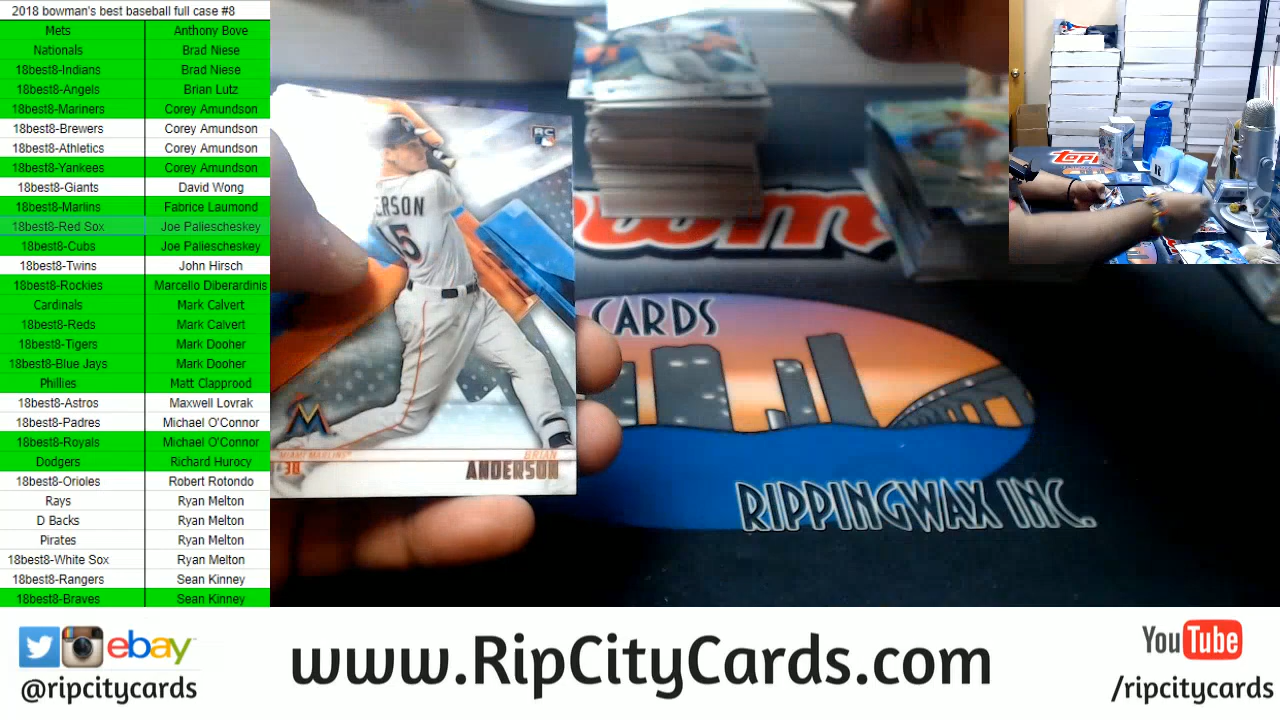 2018 bowman's best baseball full case #8
Mets Anthony Bove
Nationals Brad Niese
18best8-Indians Brad Niese
18best8-Angels Brian Lutz
18best8-Mariners Corey Amundson
18best8-Brewers Corey Amundson
18best8-Athletics Corey Amundson
18best8-Yankees Corey Amundson
18best8-Giants David Wong
18best8-Marlins Fabrice Laumond
18best8-Red Sox Joe Paliescheskey
18best8-Cubs Joe Paliescheskey
18best8-Twins John Hirsch
18best8-Rockies Marcello Diberardinis
Cardinals Mark Calvert
18best8-Reds Mark Calvert
18best8-Tigers Mark Dooher
18best8-Blue Jays Mark Dooher
Phillies Matt Clapprood
18best8-Astros Maxwell Lovrak
18best8-Padres Michael O'Connor
18best8-Royals Michael O'Connor
Dodgers Richard Hurocy
18best8-Orioles Robert Rotondo
Rays Ryan Melton
D Backs Ryan Melton
Pirates Ryan Melton
18best8-White Sox Ryan Melton
18best8-Rangers Sean Kinney
18best8-Braves Sean Kinney
RC
ERSON
15
M
MIAMI MARLINS
BRIAN
ANDERSON
CARDS
RIPPINGWAX INC.
topps
ebay
@ripcitycards
www.RipCityCards.com
YouTube
/ripcitycards